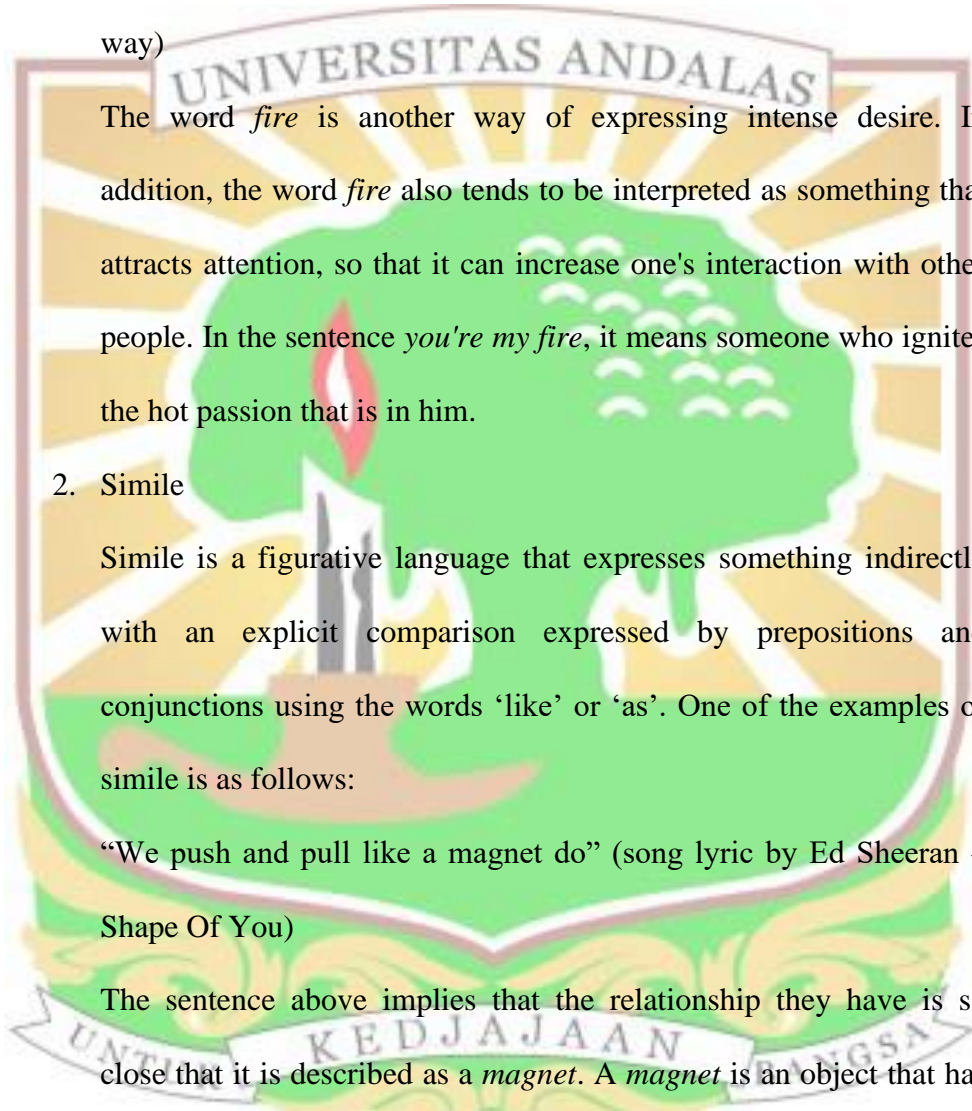 way)
UNIVERSITAS ANDALAS
The word fire is another way of expressing intense desire. I
addition, the word fire also tends to be interpreted as something tha
attracts attention, so that it can increase one's interaction with othe
people. In the sentence you're my fire, it means someone who ignite
the hot passion that is in him.
2. Simile
Simile is a figurative language that expresses something indirectl
with an explicit comparison expressed by prepositions an
conjunctions using the words ‘like’ or ‘as’. One of the examples o
simile is as follows:
“We push and pull like a magnet do” (song lyric by Ed Sheeran -
Shape Of You)
The sentence above implies that the relationship they have is s
UNTUK KEDJAJAAN BANGSA
close that it is described as a magnet. A magnet is an object that ha